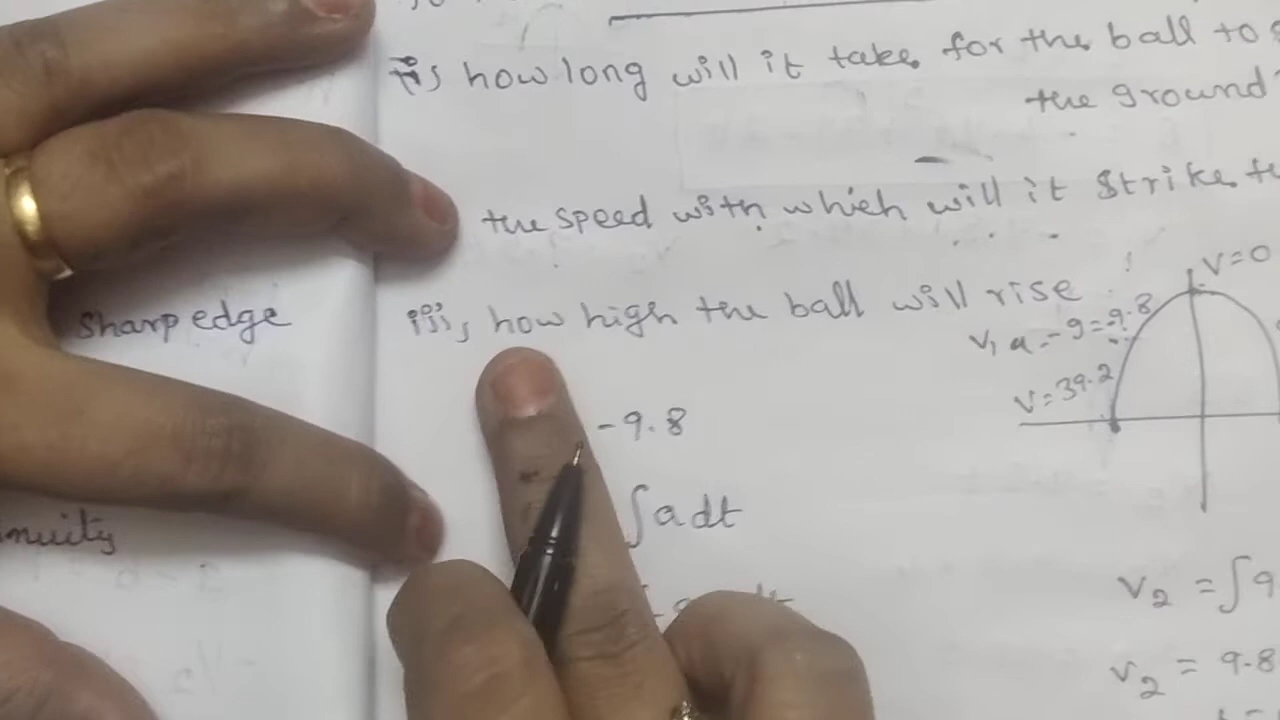 how long will it take for the ball to
the ground
the speed with which will it strike
iii, how high the ball will rise
V=0
V, a=-g=-9.8
V=39.2
Sharp edge
-9.8
∫a dt
nuity
V2 = ∫9
V2 = 9.8